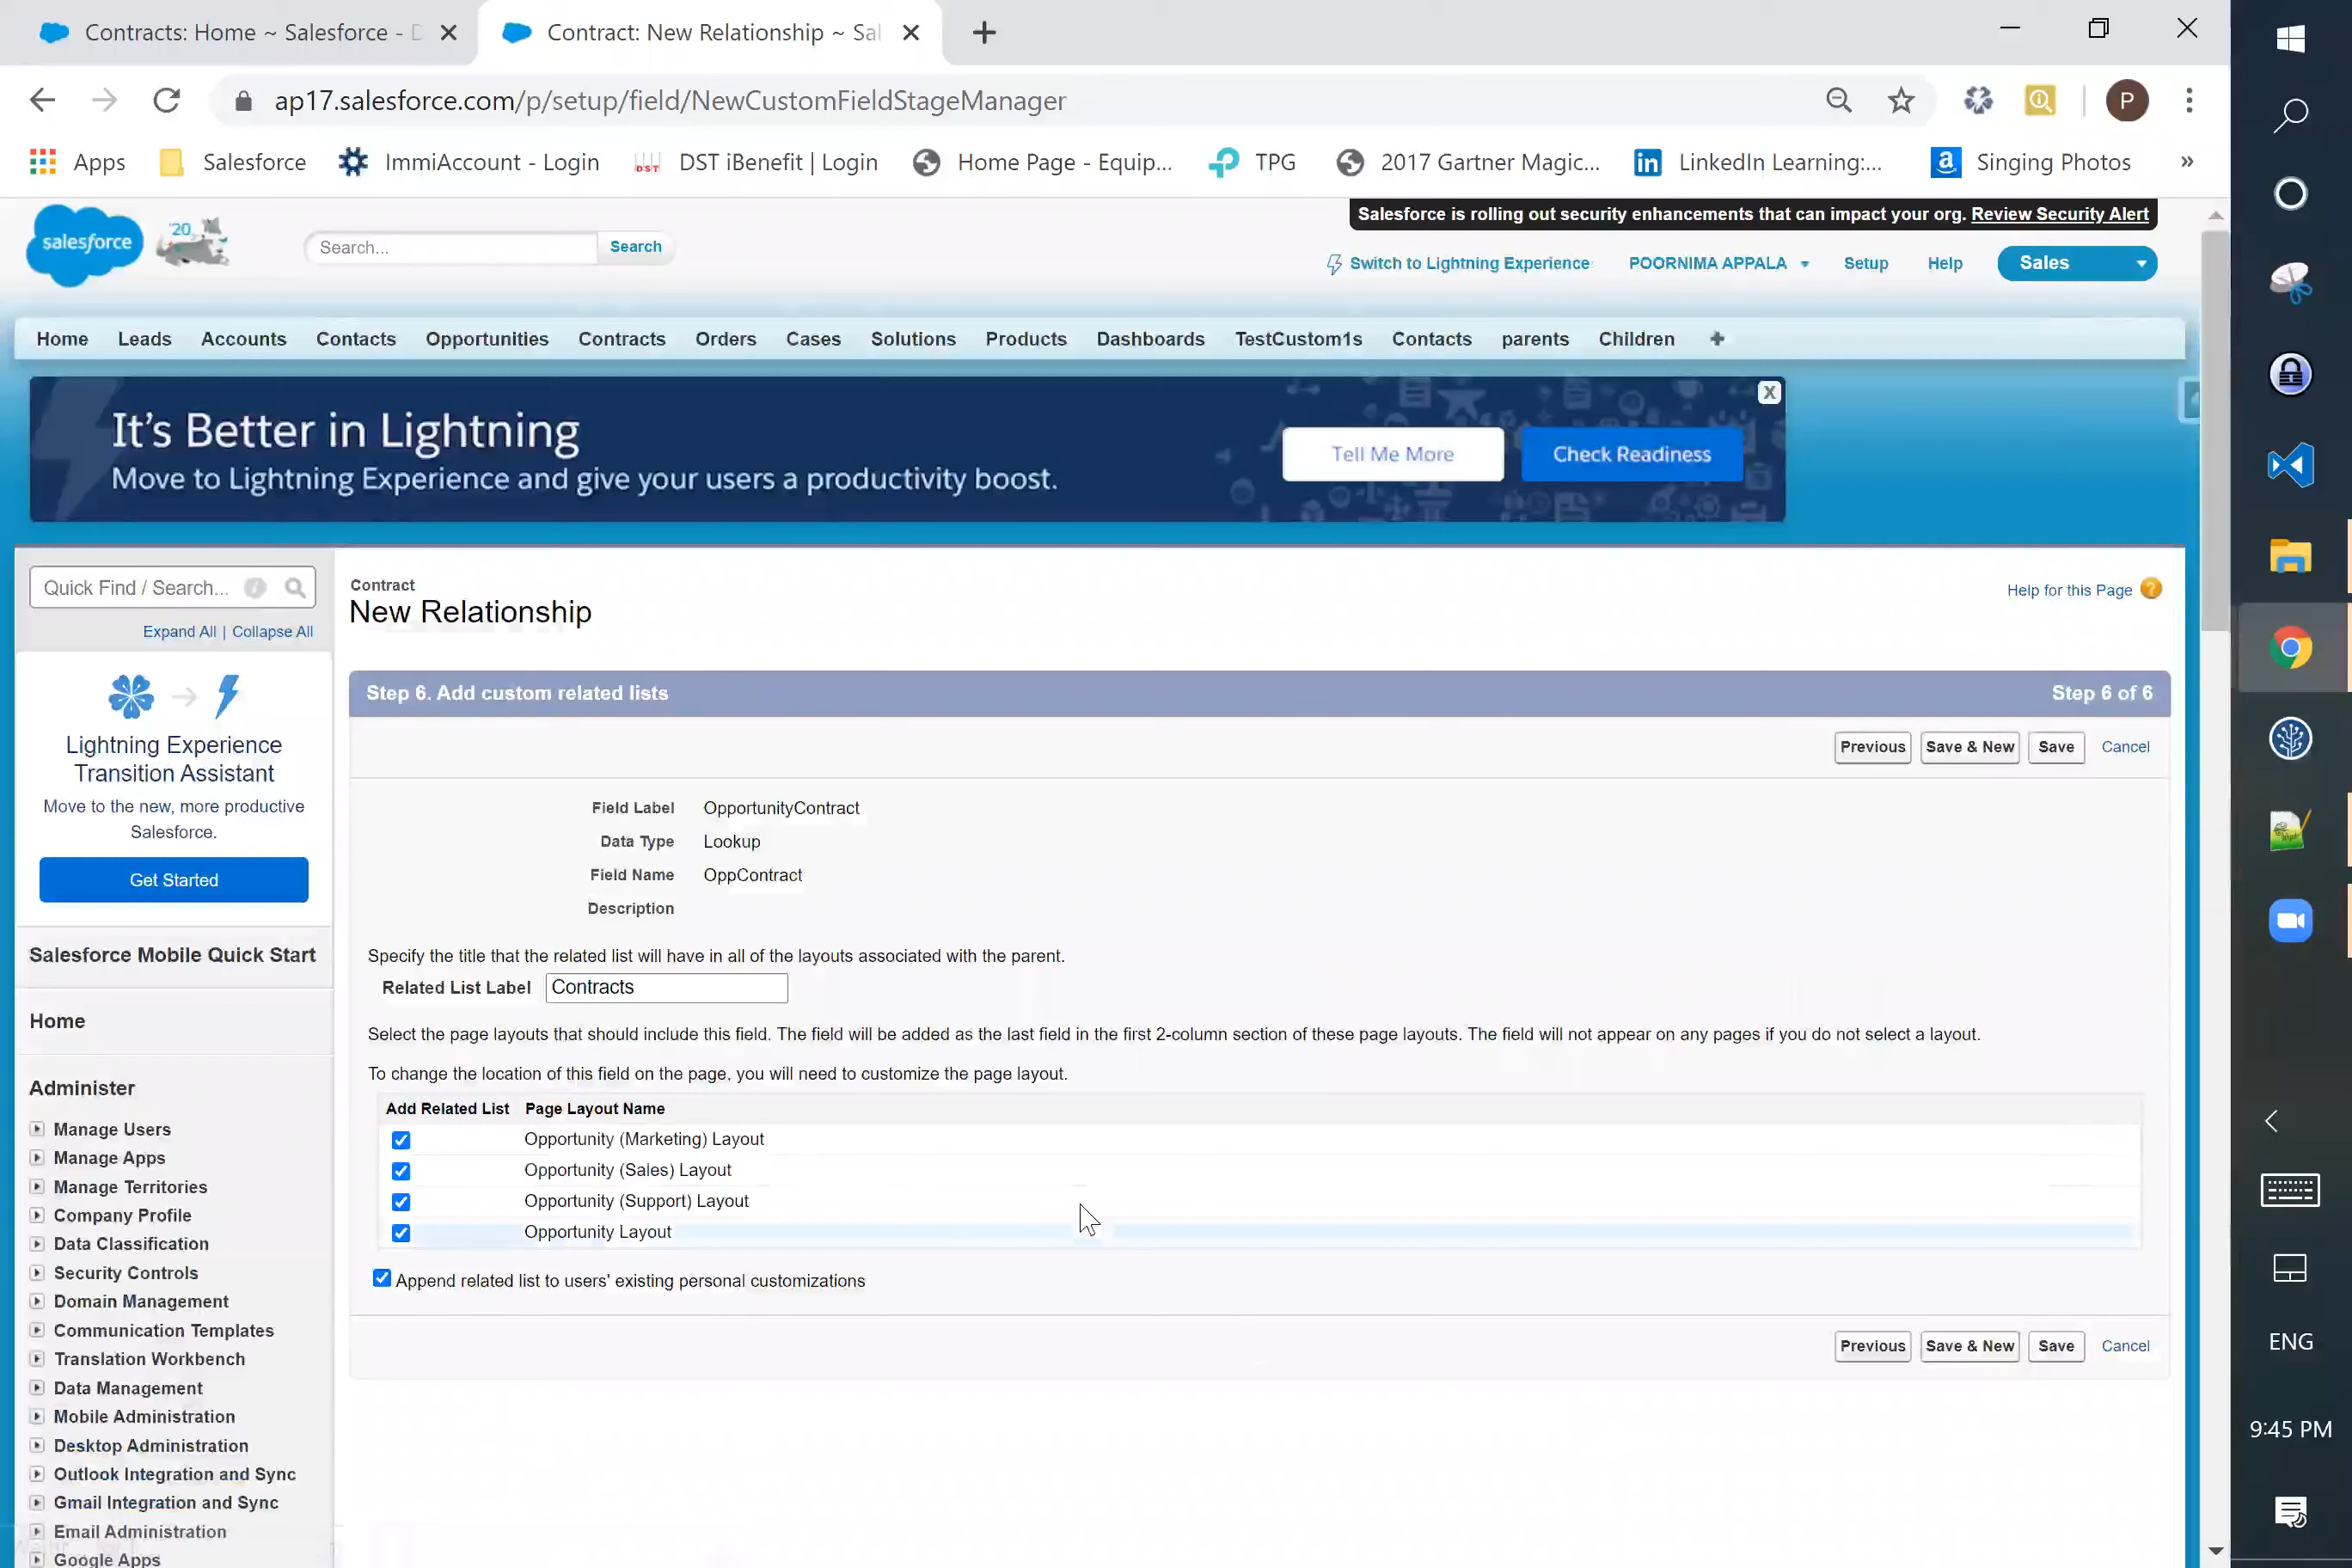 Contracts: Home ~ Salesforce - D
Contract: New Relationship ~ Sal
ap17.salesforce.com/p/setup/field/NewCustomFieldStageManager
P
Apps
Salesforce
ImmiAccount - Login
DST
DST iBenefit | Login
Home Page - Equip...
TPG
2017 Gartner Magic...
in
LinkedIn Learning:...
a
Singing Photos
»
Salesforce is rolling out security enhancements that can impact your org. Review Security Alert
salesforce
'20
Search...
Search
Switch to Lightning Experience
POORNIMA APPALA
Setup
Help
Sales
Home
Leads
Accounts
Contacts
Opportunities
Contracts
Orders
Cases
Solutions
Products
Dashboards
TestCustom1s
Contacts
parents
Children
It's Better in Lightning
Move to Lightning Experience and give your users a productivity boost.
Tell Me More
Check Readiness
X
Quick Find / Search...
Expand All | Collapse All
Lightning Experience
Transition Assistant
Move to the new, more productive
Salesforce.
Get Started
Salesforce Mobile Quick Start
Home
Administer
Manage Users
Manage Apps
Manage Territories
Company Profile
Data Classification
Security Controls
Domain Management
Communication Templates
Translation Workbench
Data Management
Mobile Administration
Desktop Administration
Outlook Integration and Sync
Gmail Integration and Sync
Email Administration
Google Apps
Contract
New Relationship
Help for this Page
Step 6. Add custom related lists
Step 6 of 6
Previous
Save & New
Save
Cancel
Field Label OpportunityContract
Data Type Lookup
Field Name OppContract
Description
Specify the title that the related list will have in all of the layouts associated with the parent.
Related List Label Contracts
Select the page layouts that should include this field. The field will be added as the last field in the first 2-column section of these page layouts. The field will not appear on any pages if you do not select a layout.
To change the location of this field on the page, you will need to customize the page layout.
Add Related List Page Layout Name
Opportunity (Marketing) Layout
Opportunity (Sales) Layout
Opportunity (Support) Layout
Opportunity Layout
Append related list to users' existing personal customizations
Previous
Save & New
Save
Cancel
ENG
9:45 PM